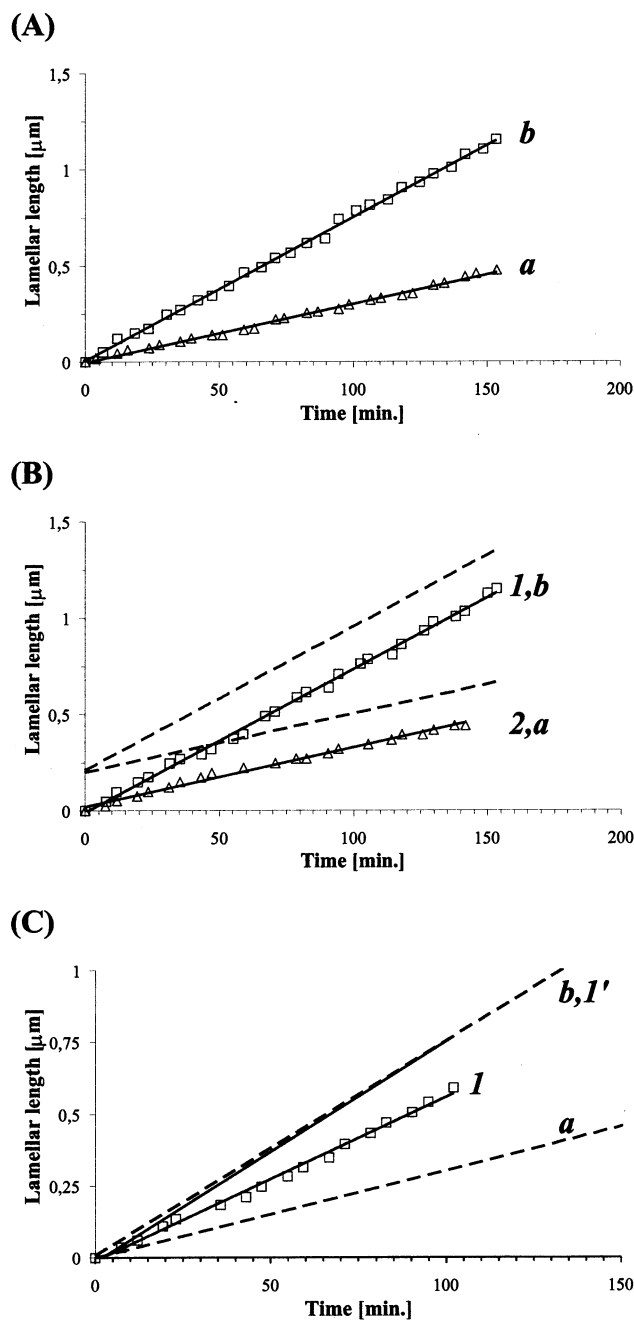 (A)
1,5
1
0,5
0
Lamellar length [µm]
b
a
0 50 100 150 200
Time [min.]
(B)
1,5
1
0,5
0
Lamellar length [µm]
1,b
2,a
0 50 100 150 200
Time [min.]
(C)
1
0,75
0,5
0,25
0
Lamellar length [µm]
b,1'
1
a
0 50 100 150
Time [min.]